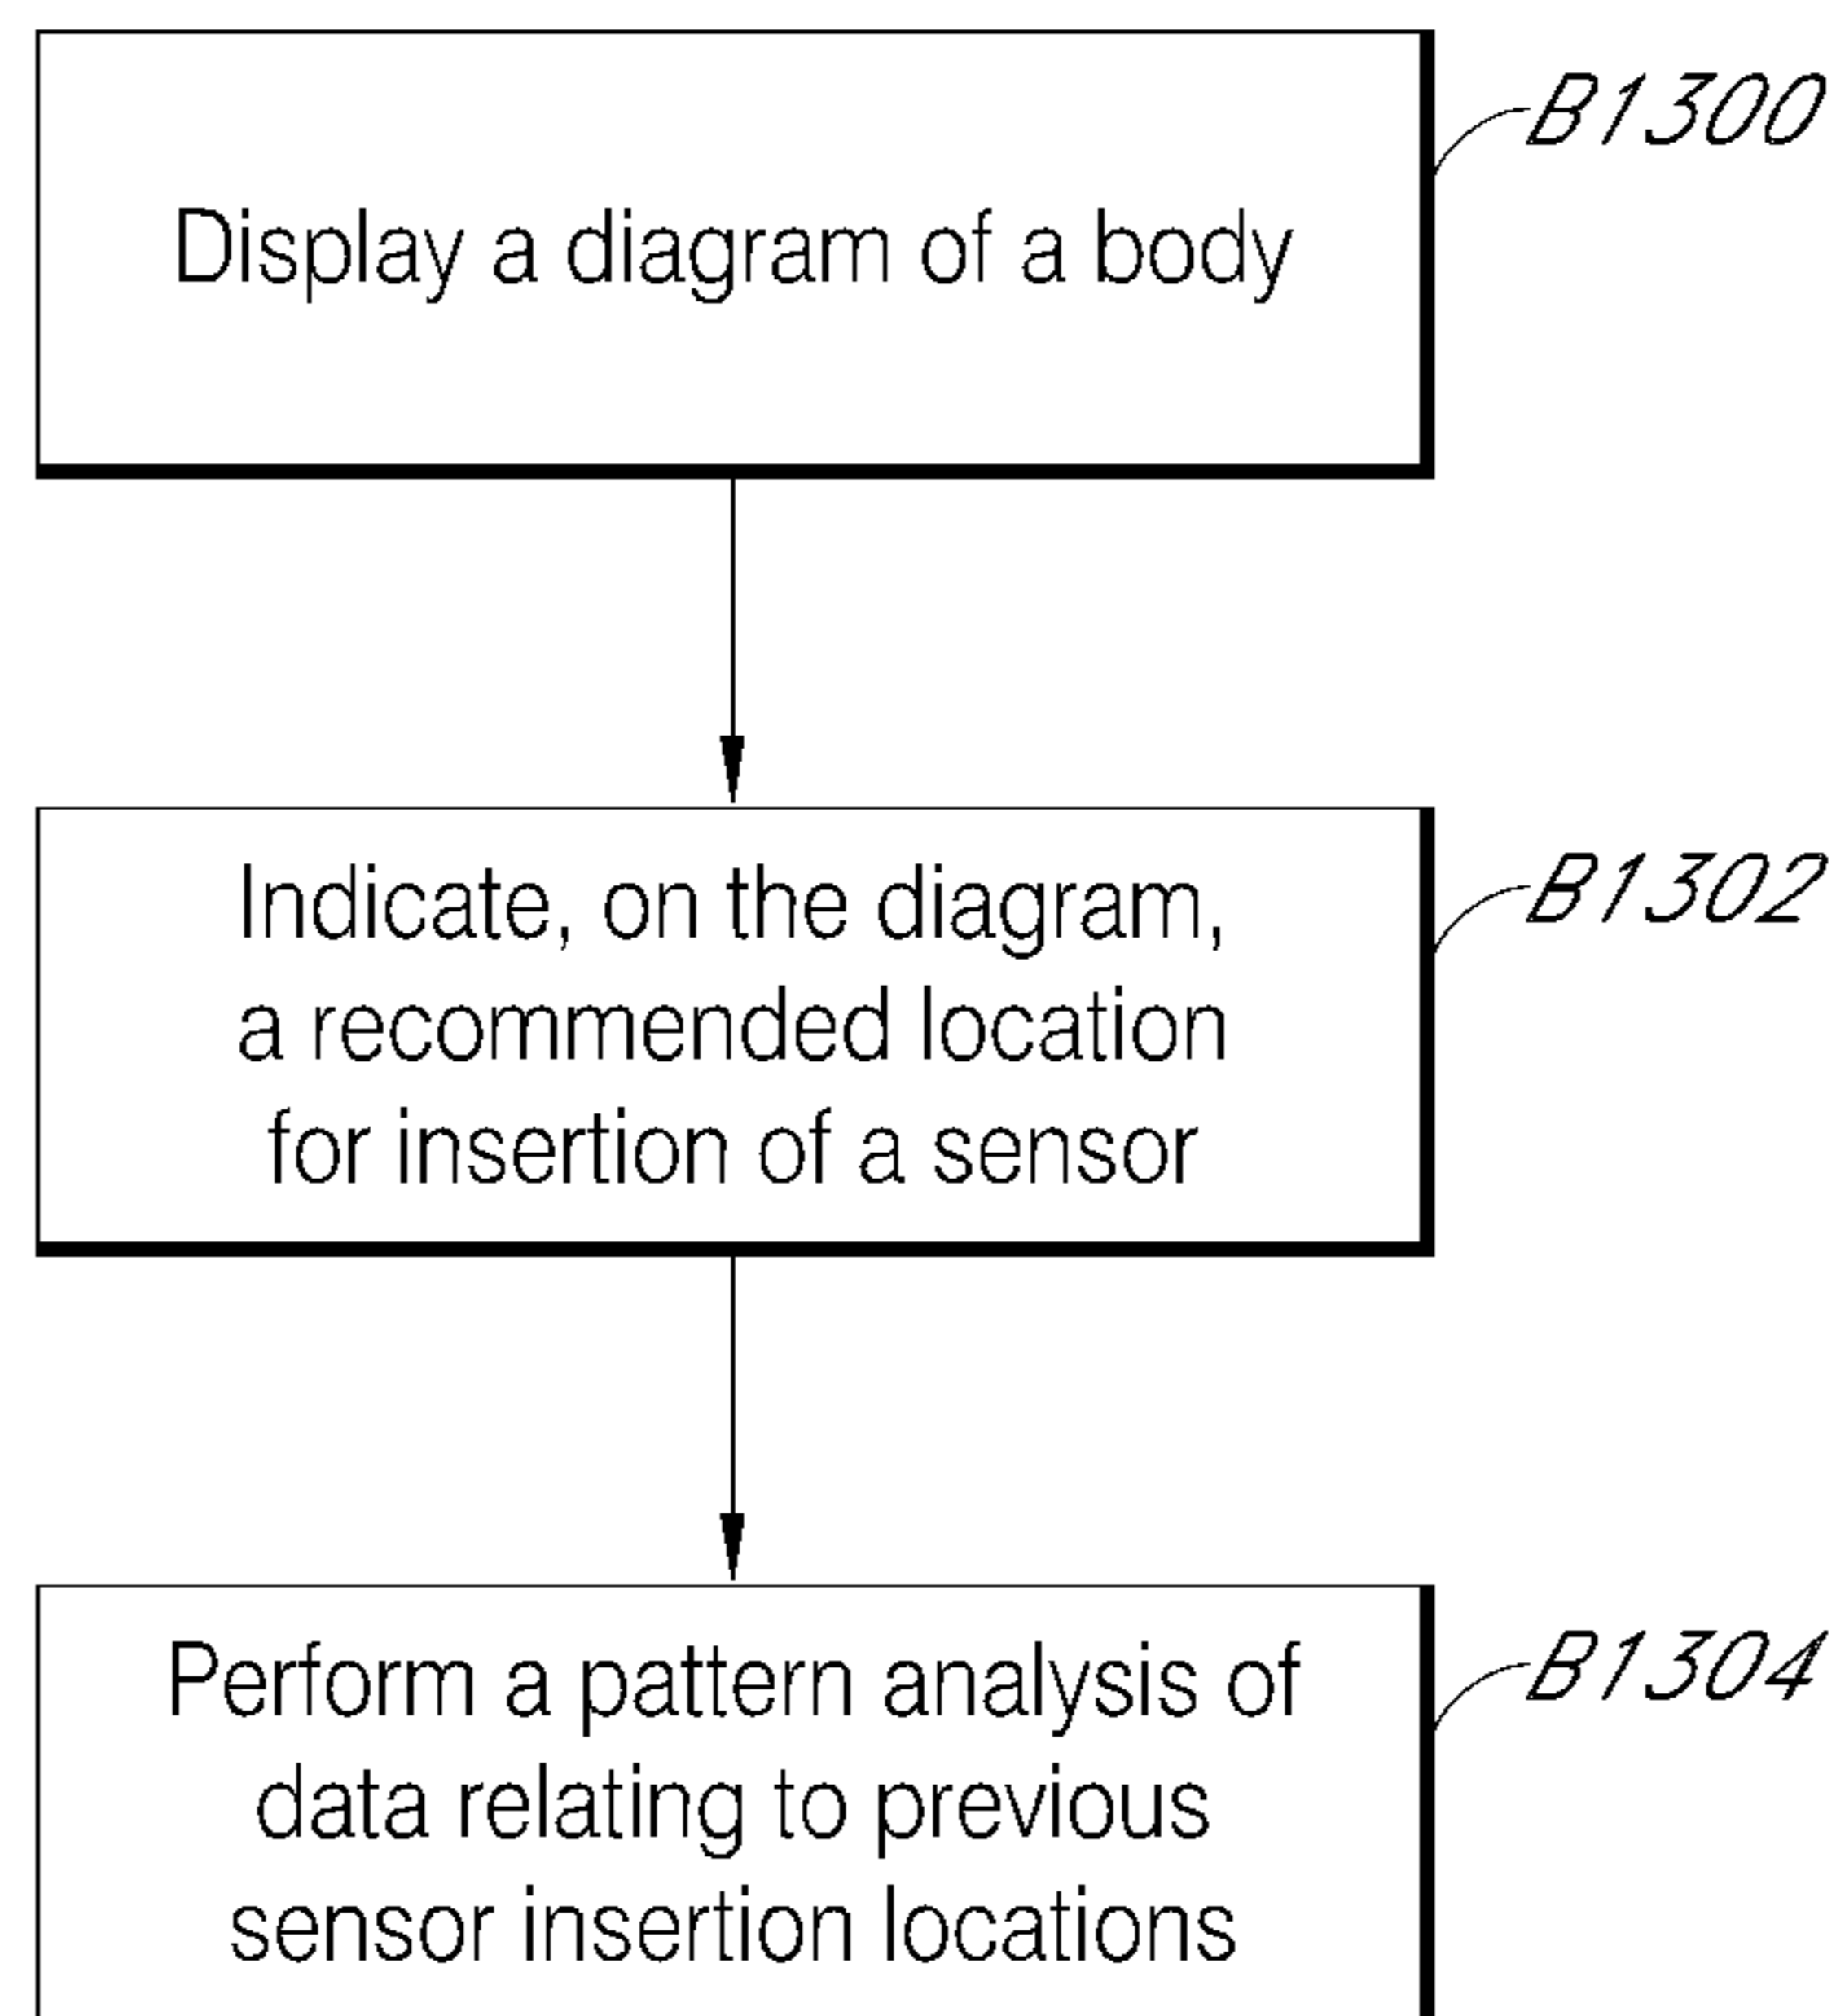 Display a diagram of a body
B1300
Indicate, on the diagram,
a recommended location
for insertion of a sensor
B1302
Perform a pattern analysis of
data relating to previous
sensor insertion locations
B1304